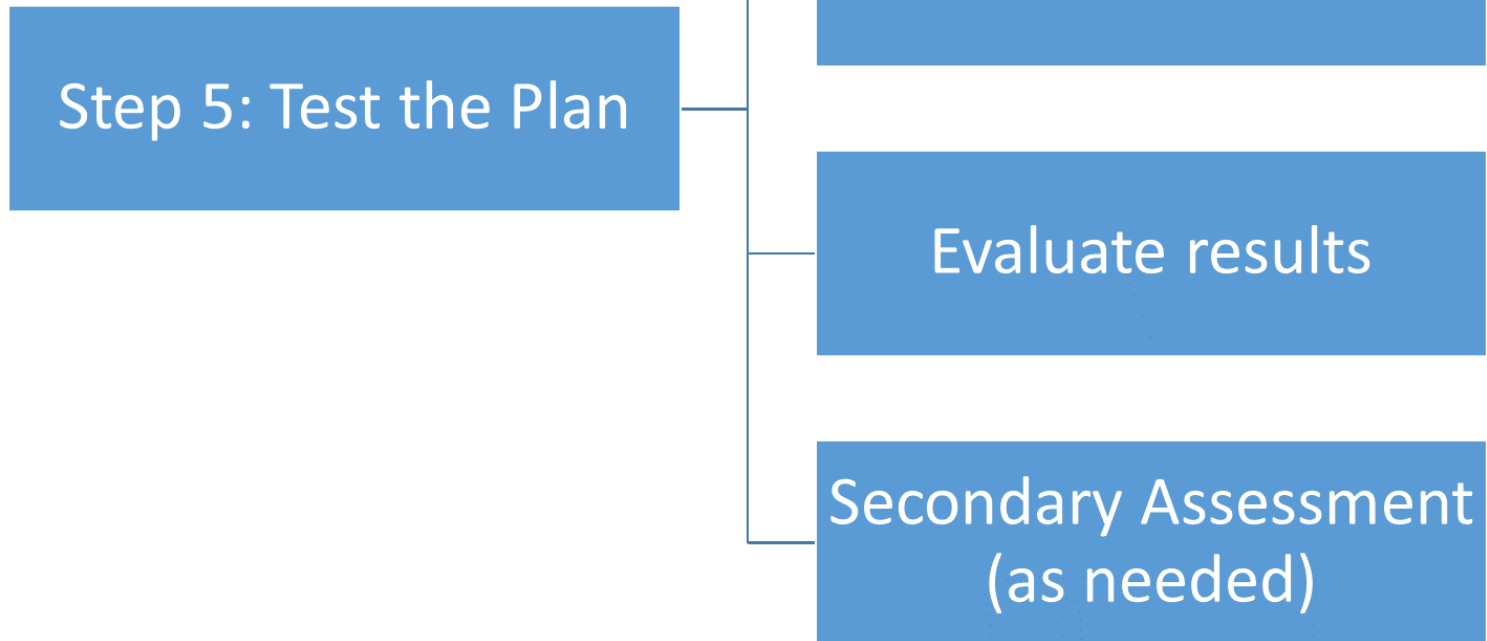 Step 5: Test the Plan
Evaluate results
Secondary Assessment
(as needed)